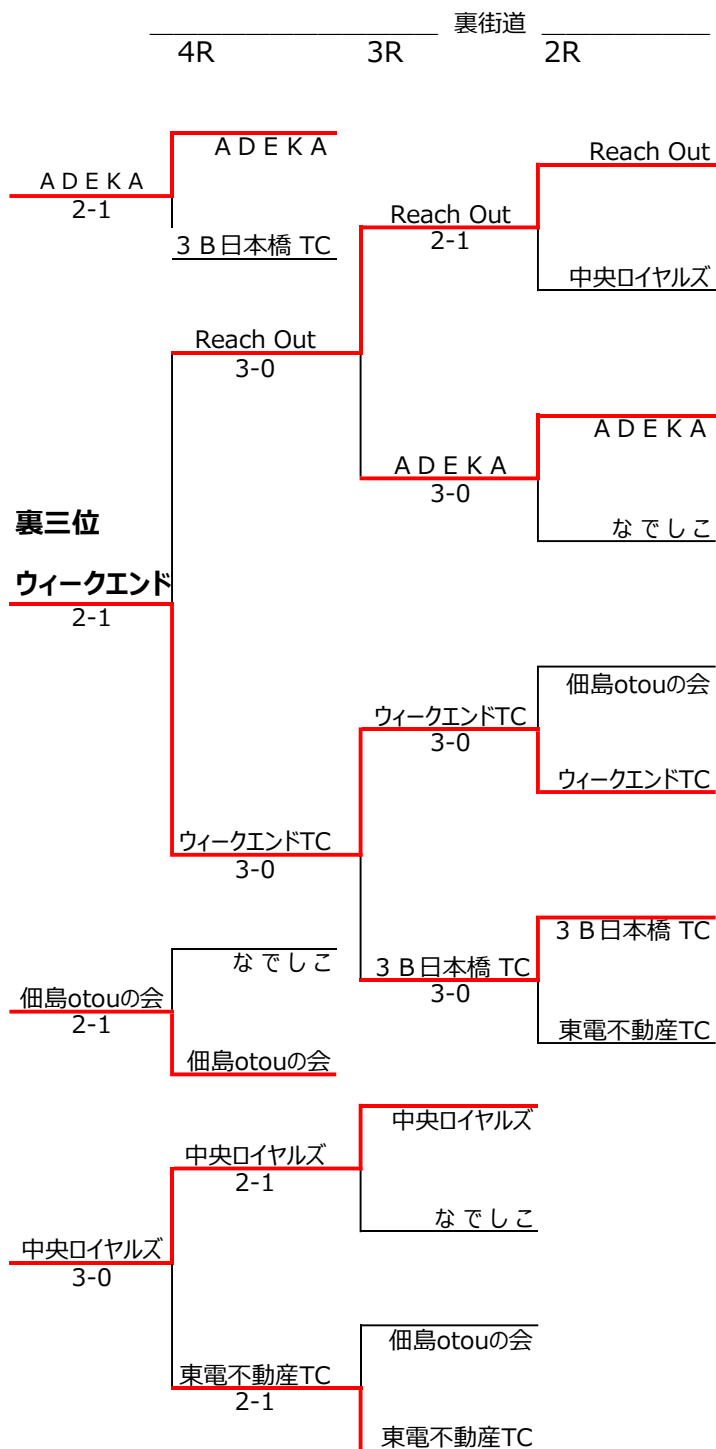 裏街道
4R 3R 2R
ＡＤＥＫＡ
Reach Out
ＡＤＥＫＡ
2-1
Reach Out
2-1
３Ｂ日本橋 TC
中央ロイヤルズ
Reach Out
3-0
ＡＤＥＫＡ
ＡＤＥＫＡ
3-0
裏三位
なでしこ
ウィークエンド
2-1
佃島otouの会
ウィークエンドTC
3-0
ウィークエンドTC
ウィークエンドTC
3-0
３Ｂ日本橋 TC
なでしこ
３Ｂ日本橋 TC
3-0
佃島otouの会
2-1
東電不動産TC
佃島otouの会
中央ロイヤルズ
中央ロイヤルズ
2-1
なでしこ
中央ロイヤルズ
3-0
佃島otouの会
東電不動産TC
2-1
東電不動産TC